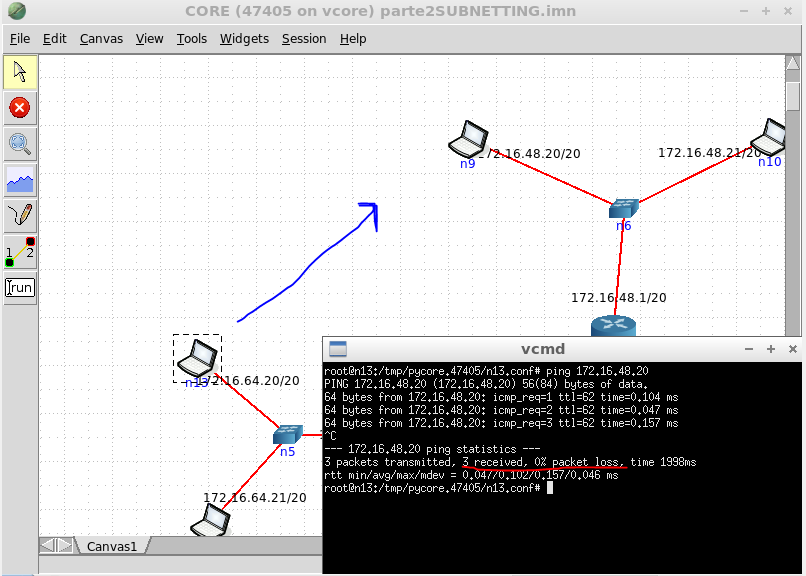 CORE (47405 on vcore) parte2SUBNETTING.imn
File Edit Canvas View Tools Widgets Session Help
172.16.48.20/20
172.16.48.21/20
n9
n10
n6
172.16.48.1/20
1 2
run
n13
172.16.64.20/20
n5
172.16.64.21/20
Canvas1
vcmd
root@n13:/tmp/pycore.47405/n13.conf# ping 172.16.48.20
PING 172.16.48.20 (172.16.48.20) 56(84) bytes of data.
64 bytes from 172.16.48.20: icmp_req=1 ttl=62 time=0.104 ms
64 bytes from 172.16.48.20: icmp_req=2 ttl=62 time=0.047 ms
64 bytes from 172.16.48.20: icmp_req=3 ttl=62 time=0.157 ms
^C
--- 172.16.48.20 ping statistics ---
3 packets transmitted, 3 received, 0% packet loss, time 1998ms
rtt min/avg/max/mdev = 0.047/0.102/0.157/0.046 ms
root@n13:/tmp/pycore.47405/n13.conf#